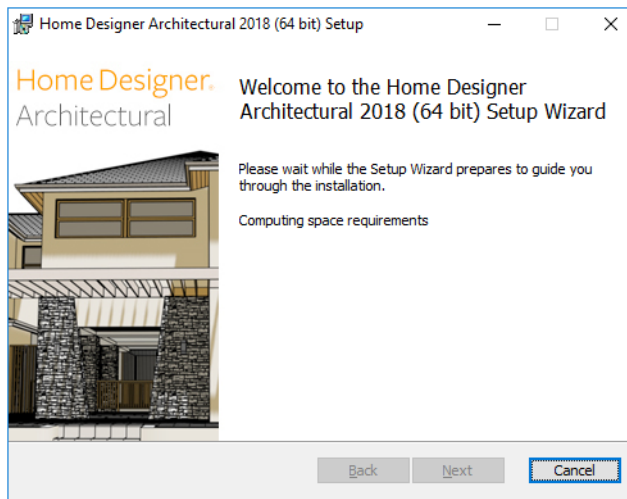 Home Designer Architectural 2018 (64 bit) Setup
Home Designer®
Architectural
Welcome to the Home Designer
Architectural 2018 (64 bit) Setup Wizard
Please wait while the Setup Wizard prepares to guide you
through the installation.
Computing space requirements
Back Next Cancel